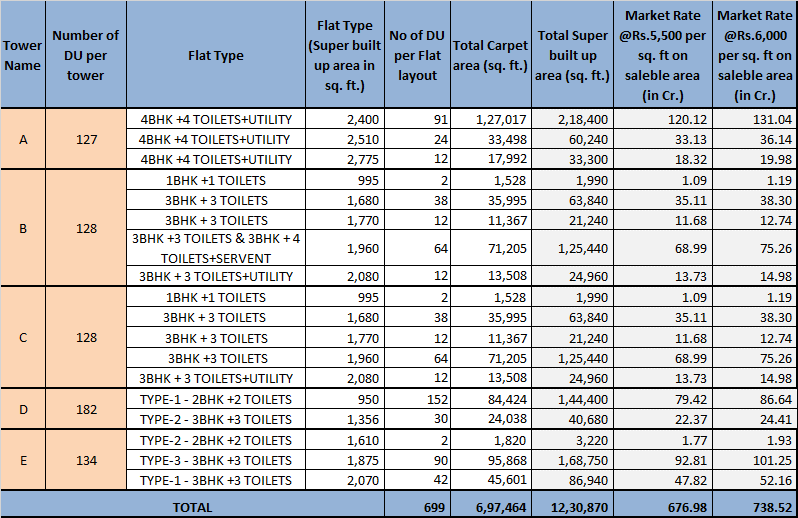 Tower Name | Number of DU per tower | Flat Type | Flat Type (Super built up area in sq. ft.) | No of DU per Flat layout | Total Carpet area (sq. ft.) | Total Super built up area (sq. ft.) | Market Rate @Rs.5,500 per sq. ft on saleble area (in Cr.) | Market Rate @Rs.6,000 per sq. ft on saleble area (in Cr.)
A | 127 | 4BHK +4 TOILETS+UTILITY | 2,400 | 91 | 1,27,017 | 2,18,400 | 120.12 | 131.04
4BHK +4 TOILETS+UTILITY | 2,510 | 24 | 33,498 | 60,240 | 33.13 | 36.14
4BHK +4 TOILETS+UTILITY | 2,775 | 12 | 17,992 | 33,300 | 18.32 | 19.98
B | 128 | 1BHK +1 TOILETS | 995 | 2 | 1,528 | 1,990 | 1.09 | 1.19
3BHK + 3 TOILETS | 1,680 | 38 | 35,995 | 63,840 | 35.11 | 38.30
3BHK + 3 TOILETS | 1,770 | 12 | 11,367 | 21,240 | 11.68 | 12.74
3BHK +3 TOILETS & 3BHK + 4 TOILETS+SERVENT | 1,960 | 64 | 71,205 | 1,25,440 | 68.99 | 75.26
3BHK + 3 TOILETS+UTILITY | 2,080 | 12 | 13,508 | 24,960 | 13.73 | 14.98
C | 128 | 1BHK +1 TOILETS | 995 | 2 | 1,528 | 1,990 | 1.09 | 1.19
3BHK + 3 TOILETS | 1,680 | 38 | 35,995 | 63,840 | 35.11 | 38.30
3BHK + 3 TOILETS | 1,770 | 12 | 11,367 | 21,240 | 11.68 | 12.74
3BHK +3 TOILETS | 1,960 | 64 | 71,205 | 1,25,440 | 68.99 | 75.26
3BHK + 3 TOILETS+UTILITY | 2,080 | 12 | 13,508 | 24,960 | 13.73 | 14.98
D | 182 | TYPE-1 - 2BHK +2 TOILETS | 950 | 152 | 84,424 | 1,44,400 | 79.42 | 86.64
TYPE-2 - 3BHK +3 TOILETS | 1,356 | 30 | 24,038 | 40,680 | 22.37 | 24.41
E | 134 | TYPE-2 - 2BHK +2 TOILETS | 1,610 | 2 | 1,820 | 3,220 | 1.77 | 1.93
TYPE-3 - 3BHK +3 TOILETS | 1,875 | 90 | 95,868 | 1,68,750 | 92.81 | 101.25
TYPE-1 - 3BHK +3 TOILETS | 2,070 | 42 | 45,601 | 86,940 | 47.82 | 52.16
TOTAL | 699 | 6,97,464 | 12,30,870 | 676.98 | 738.52